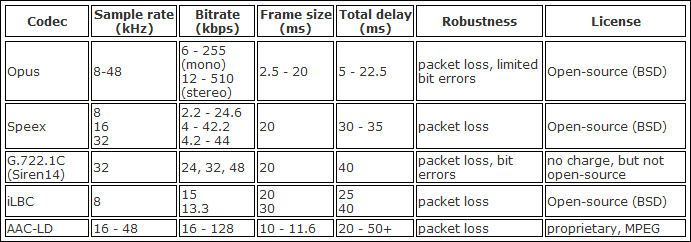 Codec Sample rate (kHz) Bitrate (kbps) Frame size (ms) Total delay (ms) Robustness License
Opus 8-48 6 - 255 (mono) 12 - 510 (stereo) 2.5 - 20 5 - 22.5 packet loss, limited bit errors Open-source (BSD)
Speex 8 16 32 2.2 - 24.6 4 - 42.2 4.2 - 44 20 30 - 35 packet loss Open-source (BSD)
G.722.1C (Siren14) 32 24, 32, 48 20 40 packet loss, bit errors no charge, but not open-source
iLBC 8 15 13.3 20 30 25 40 packet loss Open-source (BSD)
AAC-LD 16 - 48 16 - 128 10 - 11.6 20 - 50+ packet loss proprietary, MPEG